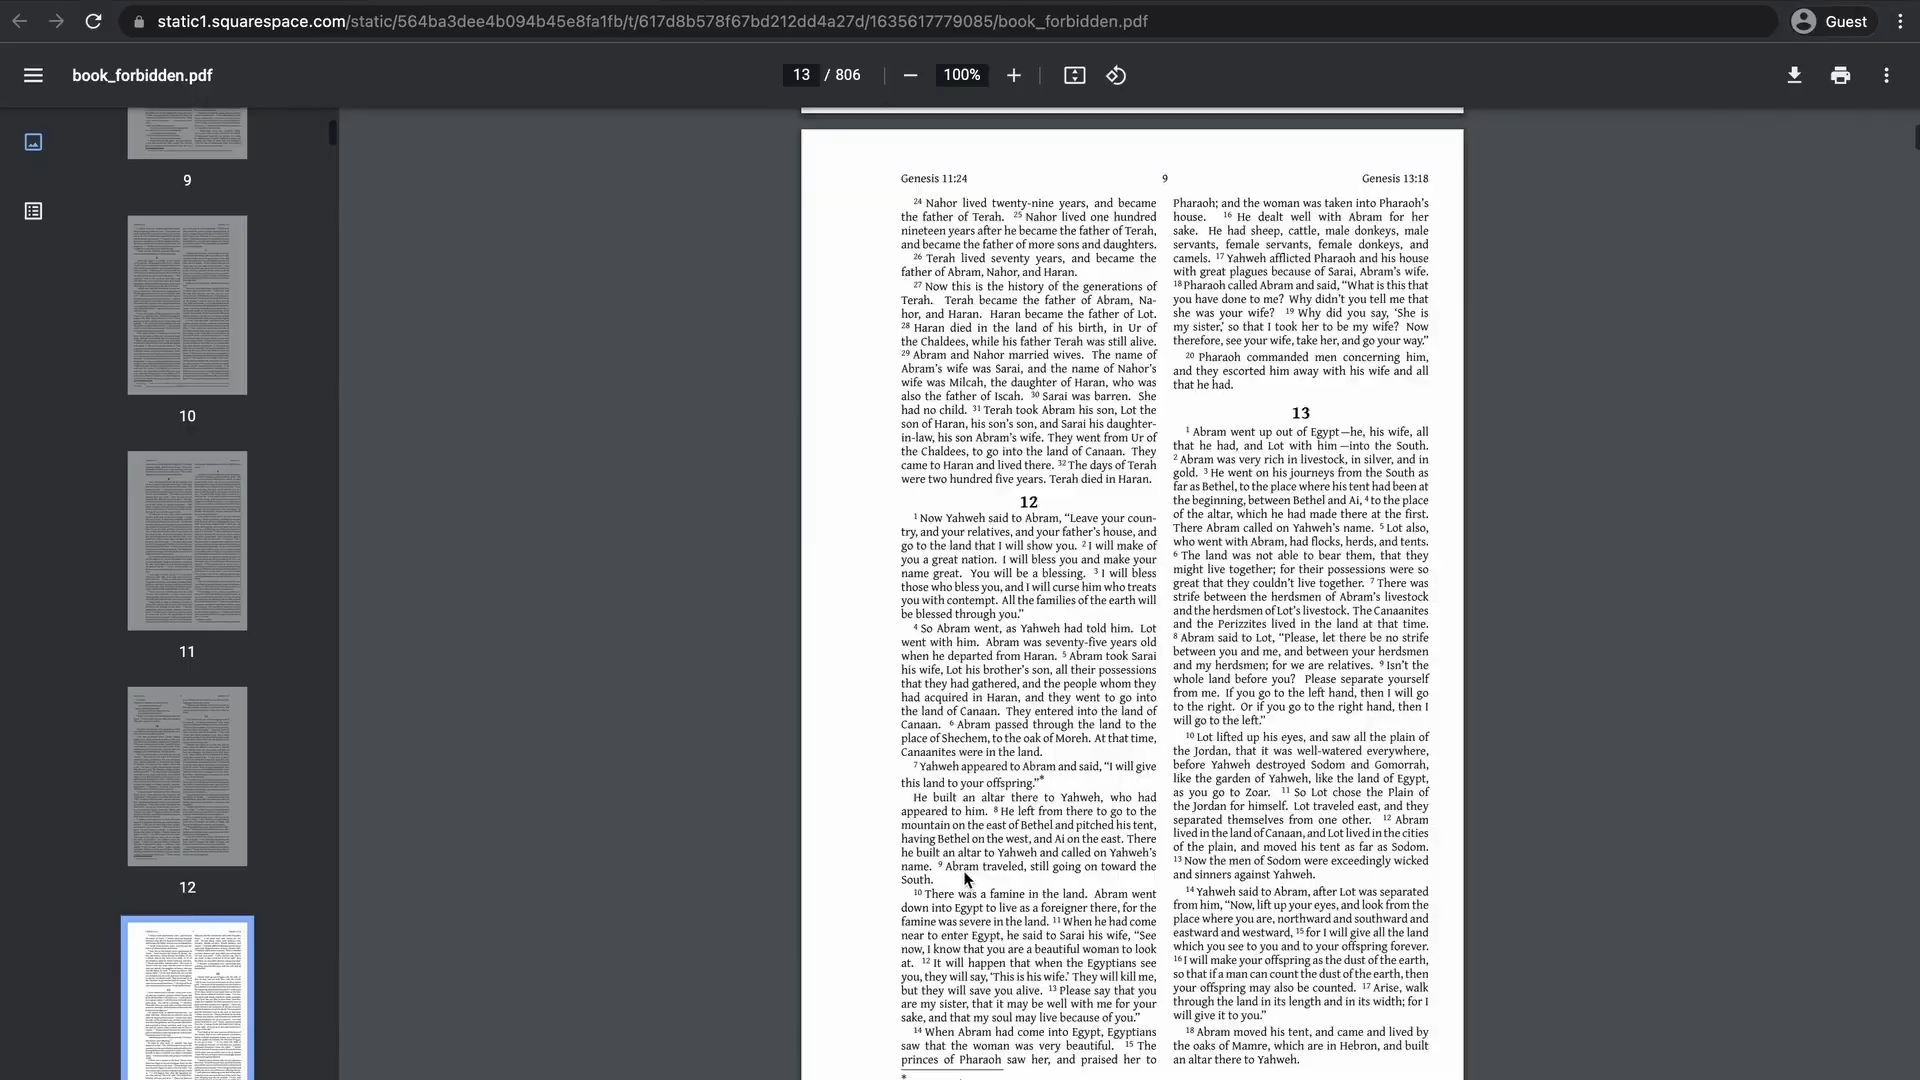 static1.squarespace.com/static/564ba3dee4b094b45e8fa1fb/t/617d8b578f67bd212dd4a27d/1635617779085/book_forbidden.pdf
Guest
book_forbidden.pdf
13 / 806
100%
9
10
11
12
Genesis 11:24
9
Genesis 13:18
24 Nahor lived twenty-nine years, and became
the father of Terah. 25 Nahor lived one hundred
nineteen years after he became the father of Terah,
and became the father of more sons and daughters.
26 Terah lived seventy years, and became the
father of Abram, Nahor, and Haran.
27 Now this is the history of the generations of
Terah. Terah became the father of Abram, Na-
hor, and Haran. Haran became the father of Lot.
28 Haran died in the land of his birth, in Ur of
the Chaldees, while his father Terah was still alive.
29 Abram and Nahor married wives. The name of
Abram’s wife was Sarai, and the name of Nahor’s
wife was Milcah, the daughter of Haran, who was
also the father of Iscah. 30 Sarai was barren. She
had no child. 31 Terah took Abram his son, Lot the
son of Haran, his son’s son, and Sarai his daughter-
in-law, his son Abram’s wife. They went from Ur of
the Chaldees, to go into the land of Canaan. They
came to Haran and lived there. 32 The days of Terah
were two hundred five years. Terah died in Haran.
12
1 Now Yahweh said to Abram, “Leave your coun-
try, and your relatives, and your father’s house, and
go to the land that I will show you. 2 I will make of
you a great nation. I will bless you and make your
name great. You will be a blessing. 3 I will bless
those who bless you, and I will curse him who treats
you with contempt. All the families of the earth will
be blessed through you.”
4 So Abram went, as Yahweh had told him. Lot
went with him. Abram was seventy-five years old
when he departed from Haran. 5 Abram took Sarai
his wife, Lot his brother’s son, all their possessions
that they had gathered, and the people whom they
had acquired in Haran, and they went to go into
the land of Canaan. They entered into the land of
Canaan. 6 Abram passed through the land to the
place of Shechem, to the oak of Moreh. At that time,
Canaanites were in the land.
7 Yahweh appeared to Abram and said, “I will give
this land to your offspring.”*
He built an altar there to Yahweh, who had
appeared to him. 8 He left from there to go to the
mountain on the east of Bethel and pitched his tent,
having Bethel on the west, and Ai on the east. There
he built an altar to Yahweh and called on Yahweh’s
name. 9 Abram traveled, still going on toward the
South.
10 There was a famine in the land. Abram went
down into Egypt to live as a foreigner there, for the
famine was severe in the land. 11 When he had come
near to enter Egypt, he said to Sarai his wife, “See
now, I know that you are a beautiful woman to look
at. 12 It will happen that when the Egyptians see
you, they will say, ‘This is his wife.’ They will kill me,
but they will save you alive. 13 Please say that you
are my sister, that it may be well with me for your
sake, and that my soul may live because of you.”
14 When Abram had come into Egypt, Egyptians
saw that the woman was very beautiful. 15 The
princes of Pharaoh saw her, and praised her to
*
Pharaoh; and the woman was taken into Pharaoh’s
house. 16 He dealt well with Abram for her
sake. He had sheep, cattle, male donkeys, male
servants, female servants, female donkeys, and
camels. 17 Yahweh afflicted Pharaoh and his house
with great plagues because of Sarai, Abram’s wife.
18 Pharaoh called Abram and said, “What is this that
you have done to me? Why didn’t you tell me that
she was your wife? 19 Why did you say, ‘She is
my sister,’ so that I took her to be my wife? Now
therefore, see your wife, take her, and go your way.”
20 Pharaoh commanded men concerning him,
and they escorted him away with his wife and all
that he had.
13
1 Abram went up out of Egypt—he, his wife, all
that he had, and Lot with him—into the South.
2 Abram was very rich in livestock, in silver, and in
gold. 3 He went on his journeys from the South as
far as Bethel, to the place where his tent had been at
the beginning, between Bethel and Ai, 4 to the place
of the altar, which he had made there at the first.
There Abram called on Yahweh’s name. 5 Lot also,
who went with Abram, had flocks, herds, and tents.
6 The land was not able to bear them, that they
might live together; for their possessions were so
great that they couldn’t live together. 7 There was
strife between the herdsmen of Abram’s livestock
and the herdsmen of Lot’s livestock. The Canaanites
and the Perizzites lived in the land at that time.
8 Abram said to Lot, “Please, let there be no strife
between you and me, and between your herdsmen
and my herdsmen; for we are relatives. 9 Isn’t the
whole land before you? Please separate yourself
from me. If you go to the left hand, then I will go
to the right. Or if you go to the right hand, then I
will go to the left.”
10 Lot lifted up his eyes, and saw all the plain of
the Jordan, that it was well-watered everywhere,
before Yahweh destroyed Sodom and Gomorrah,
like the garden of Yahweh, like the land of Egypt,
as you go to Zoar. 11 So Lot chose the Plain of
the Jordan for himself. Lot traveled east, and they
separated themselves from one other. 12 Abram
lived in the land of Canaan, and Lot lived in the cities
of the plain, and moved his tent as far as Sodom.
13 Now the men of Sodom were exceedingly wicked
and sinners against Yahweh.
14 Yahweh said to Abram, after Lot was separated
from him, “Now, lift up your eyes, and look from the
place where you are, northward and southward and
eastward and westward, 15 for I will give all the land
which you see to you and to your offspring forever.
16 I will make your offspring as the dust of the earth,
so that if a man can count the dust of the earth, then
your offspring may also be counted. 17 Arise, walk
through the land in its length and in its width; for I
will give it to you.”
18 Abram moved his tent, and came and lived by
the oaks of Mamre, which are in Hebron, and built
an altar there to Yahweh.